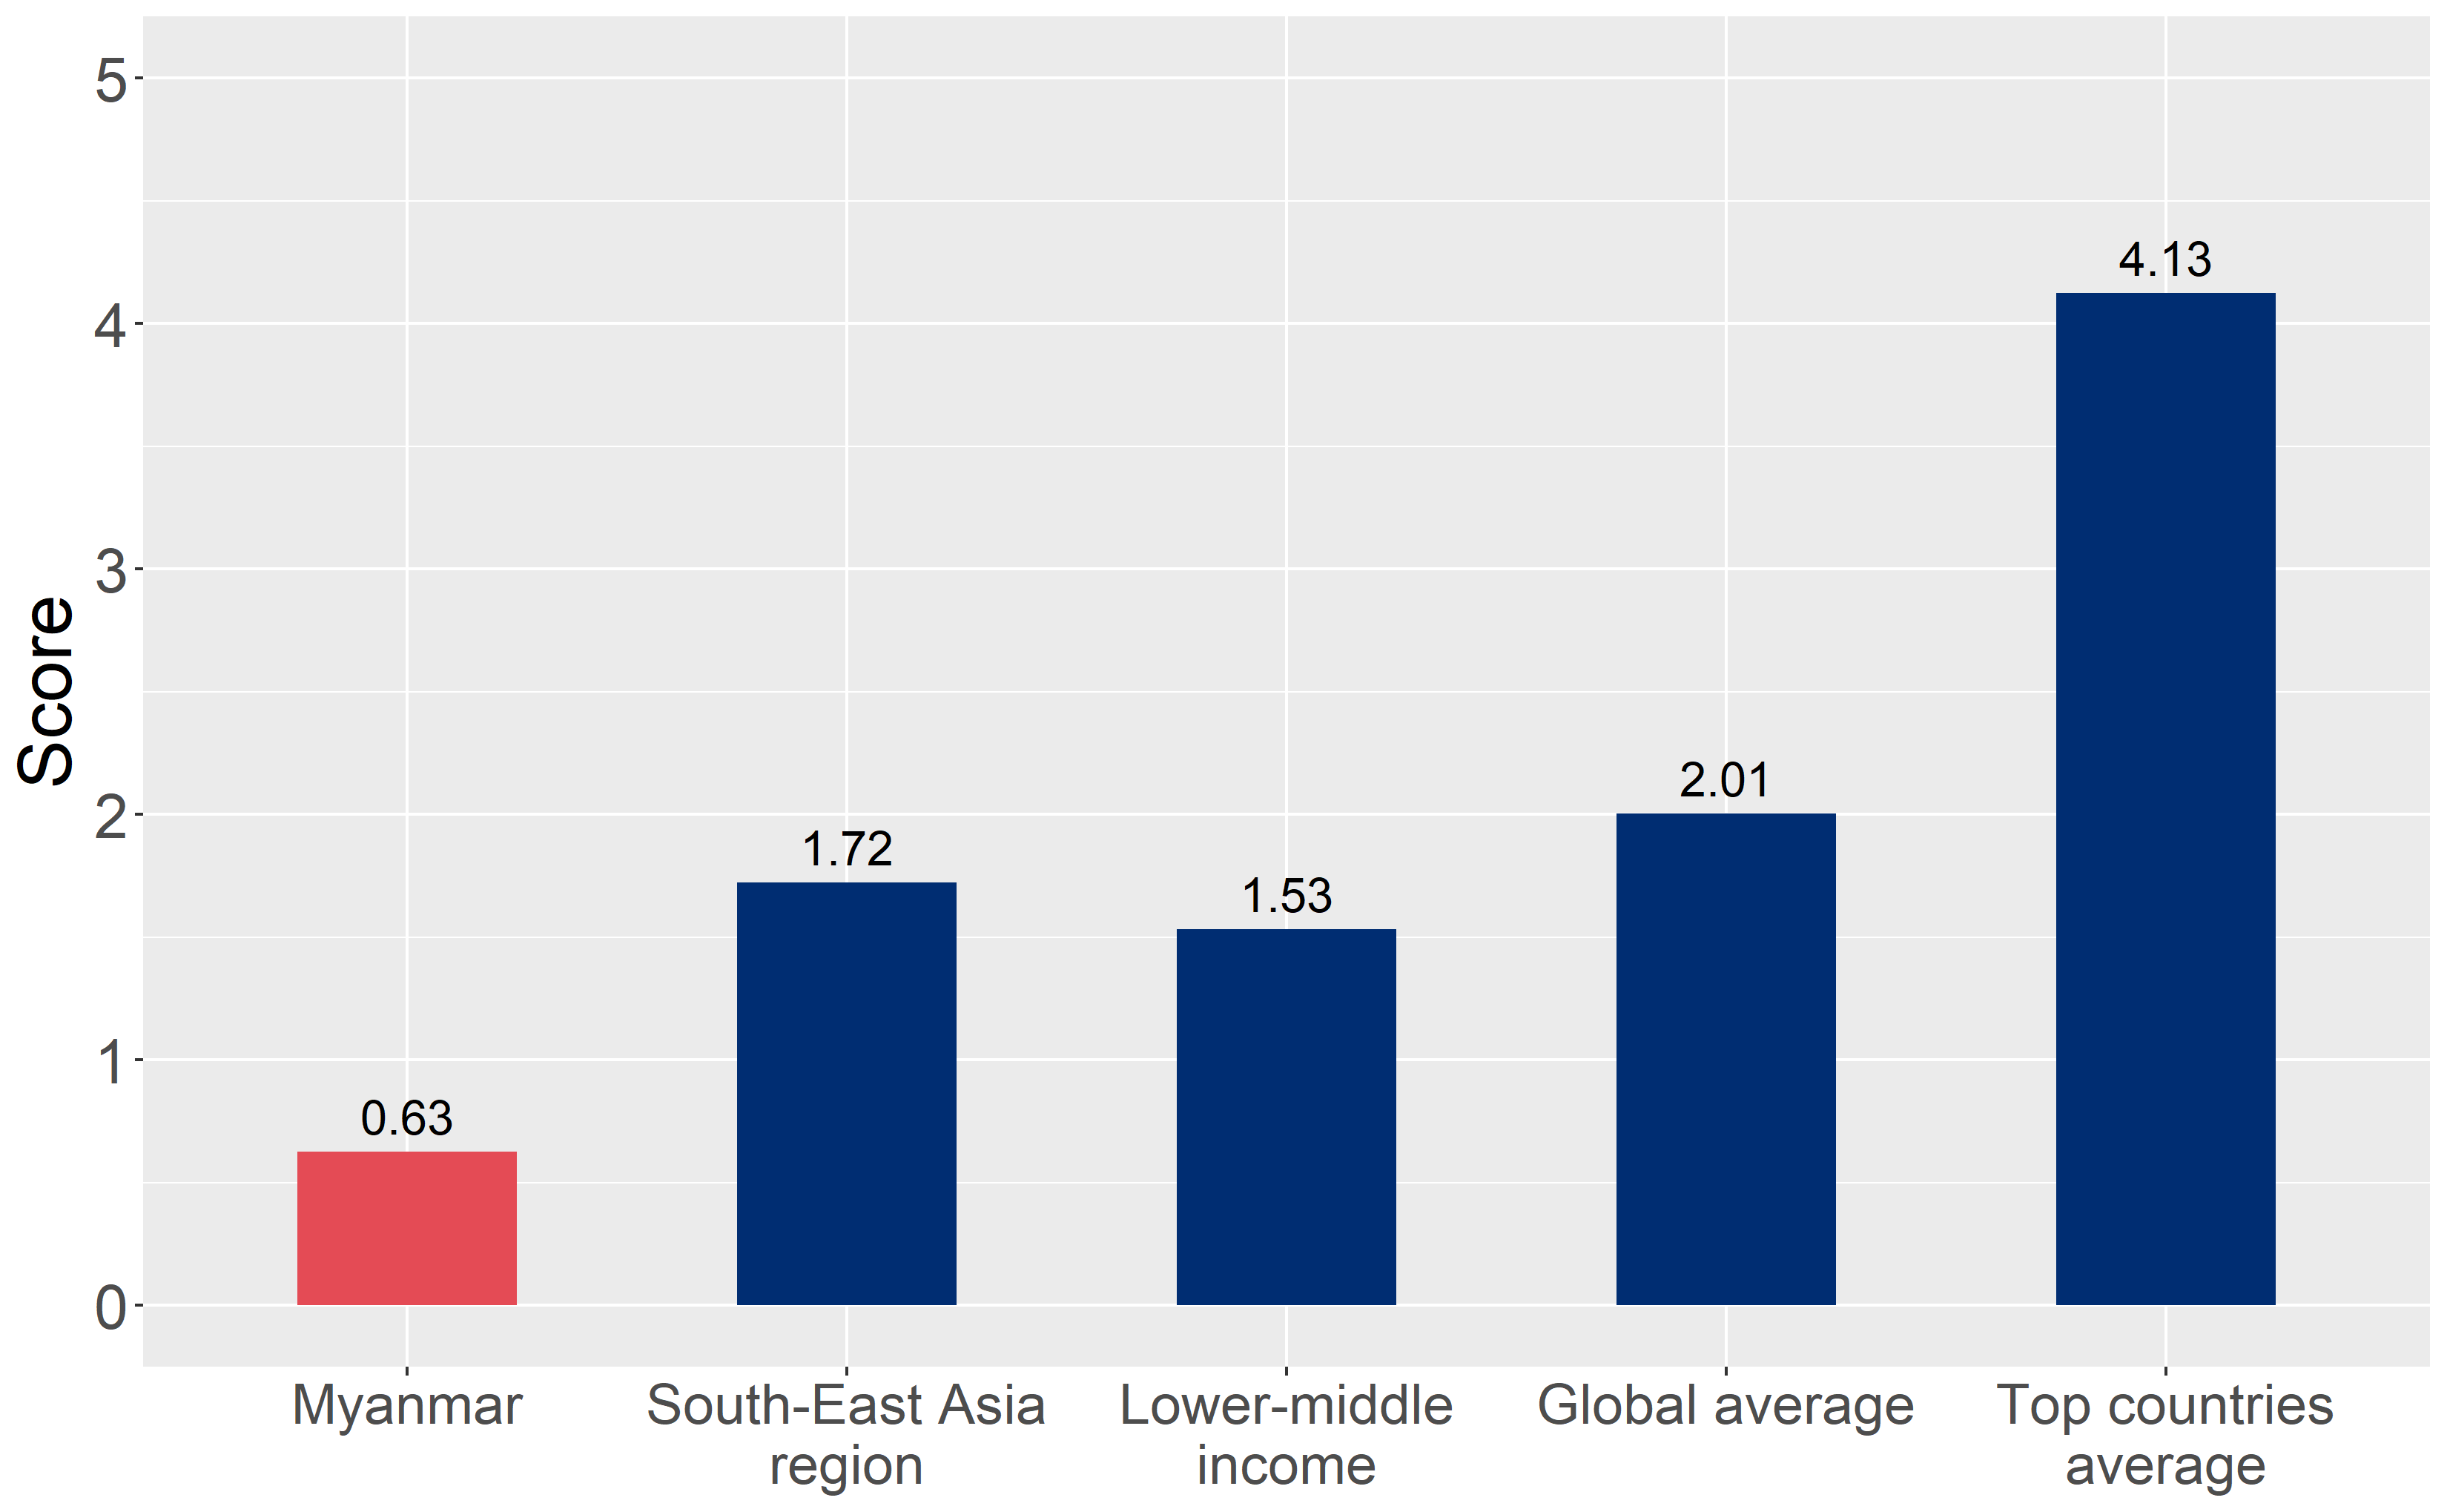 Score
5
4
3
2
1
0
0.63
1.72
1.53
2.01
4.13
Myanmar
South-East Asia
region
Lower-middle
income
Global average
Top countries
average